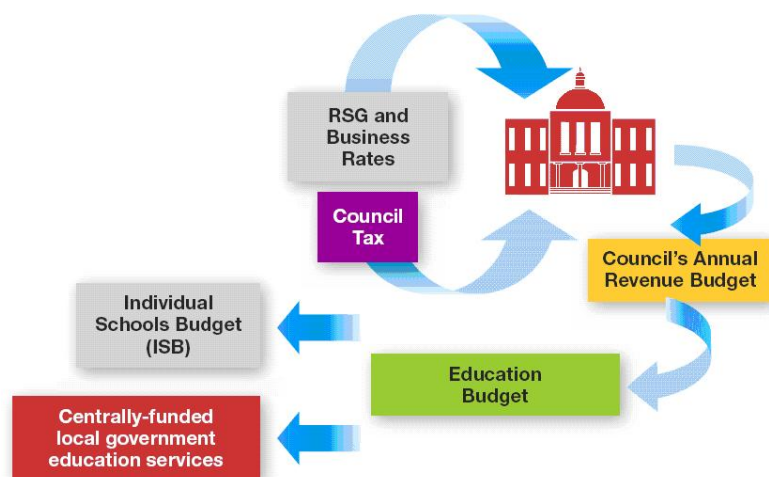 RSG and
Business
Rates
Council
Tax
Council's Annual
Revenue Budget
Individual
Schools Budget
(ISB)
Education
Budget
Centrally-funded
local government
education services